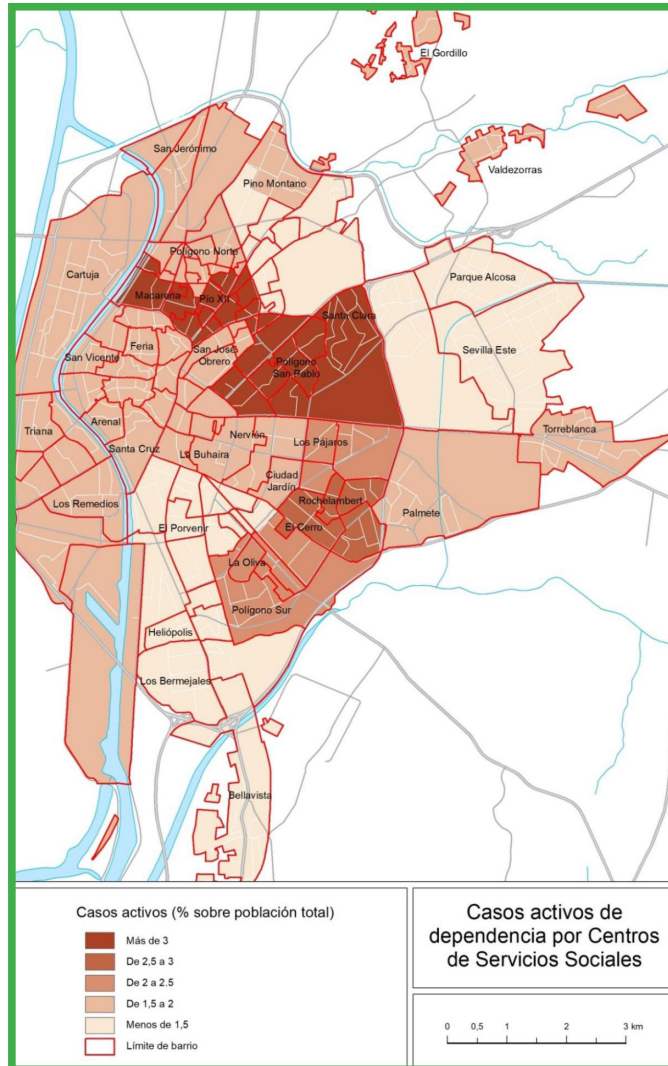 El Gordillo
San Jerónimo
Valdezorras
Pino Montano
Polígono Norte
Cartuja
Parque Alcosa
Macarena
Pío XII
Santa Clara
Feria
San José
Obrero
Sevilla Este
San Vicente
Polígono
San Pablo
Arenal
Triana
Nervión
Los Pájaros
Torreblanca
Santa Cruz
La Buhaira
Ciudad
Jardín
Los Remedios
Rochelambert
Palmete
El Porvenir
El Cerro
La Oliva
Polígono Sur
Heliópolis
Los Bermejales
Bellavista
Casos activos (% sobre población total)
Más de 3
De 2,5 a 3
De 2 a 2.5
De 1,5 a 2
Menos de 1,5
Límite de barrio
Casos activos de
dependencia por Centros
de Servicios Sociales
0 0,5 1 2 3 km